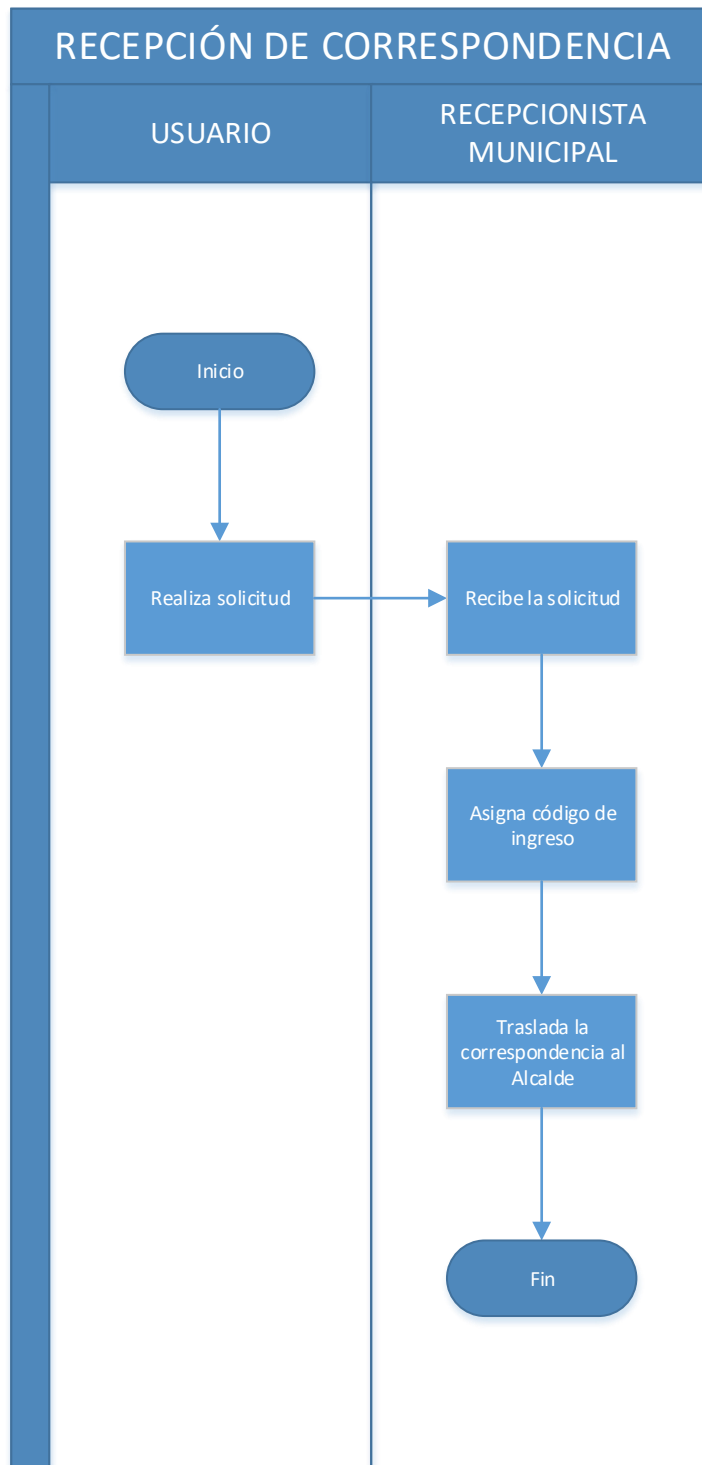 RECEPCIÓN DE CORRESPONDENCIA
USUARIO
RECEPCIONISTA
MUNICIPAL
Inicio
Realiza solicitud
Recibe la solicitud
Asigna código de
ingreso
Traslada la
correspondencia al
Alcalde
Fin